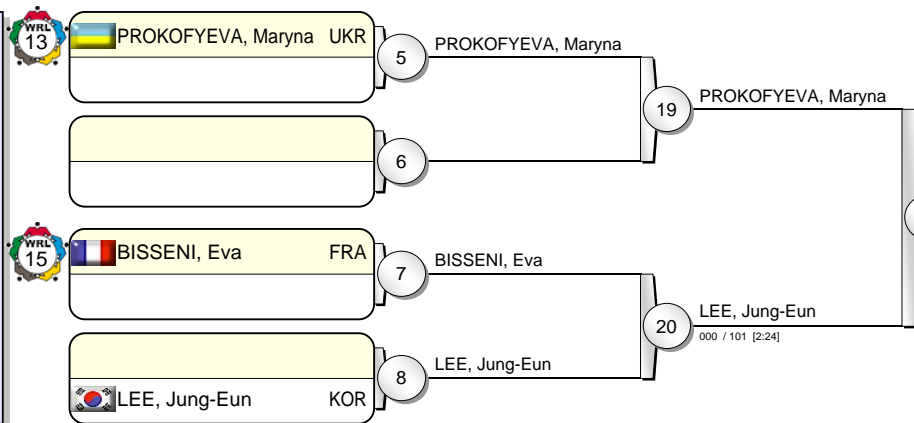 WRL
13
PROKOFYEVA, Maryna UKR
5
PROKOFYEVA, Maryna
19
PROKOFYEVA, Maryna
6
WRL
15
BISSENI, Eva FRA
7
BISSENI, Eva
20
LEE, Jung-Eun
000 / 101 [2:24]
8
LEE, Jung-Eun
LEE, Jung-Eun KOR